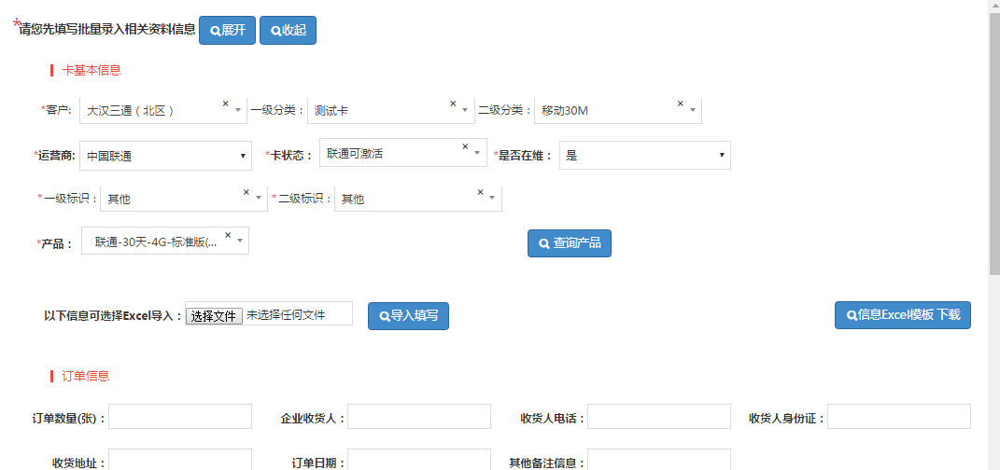 *请您先填写批量录入相关资料信息 展开 收起
卡基本信息
*客户: 大汉三通（北区） × 一级分类： 测试卡 × 二级分类： 移动30M ×
*运营商: 中国联通 *卡状态： 联通可激活 × *是否在维： 是
*一级标识： 其他 × *二级标识： 其他 ×
*产品： 联通-30天-4G-标准版(... × 查询产品
以下信息可选择Excel导入： 选择文件 未选择任何文件 导入填写 信息Excel模板 下载
订单信息
订单数量(张)： 企业收货人： 收货人电话： 收货人身份证：
收货地址： 订单日期： 其他备注信息：